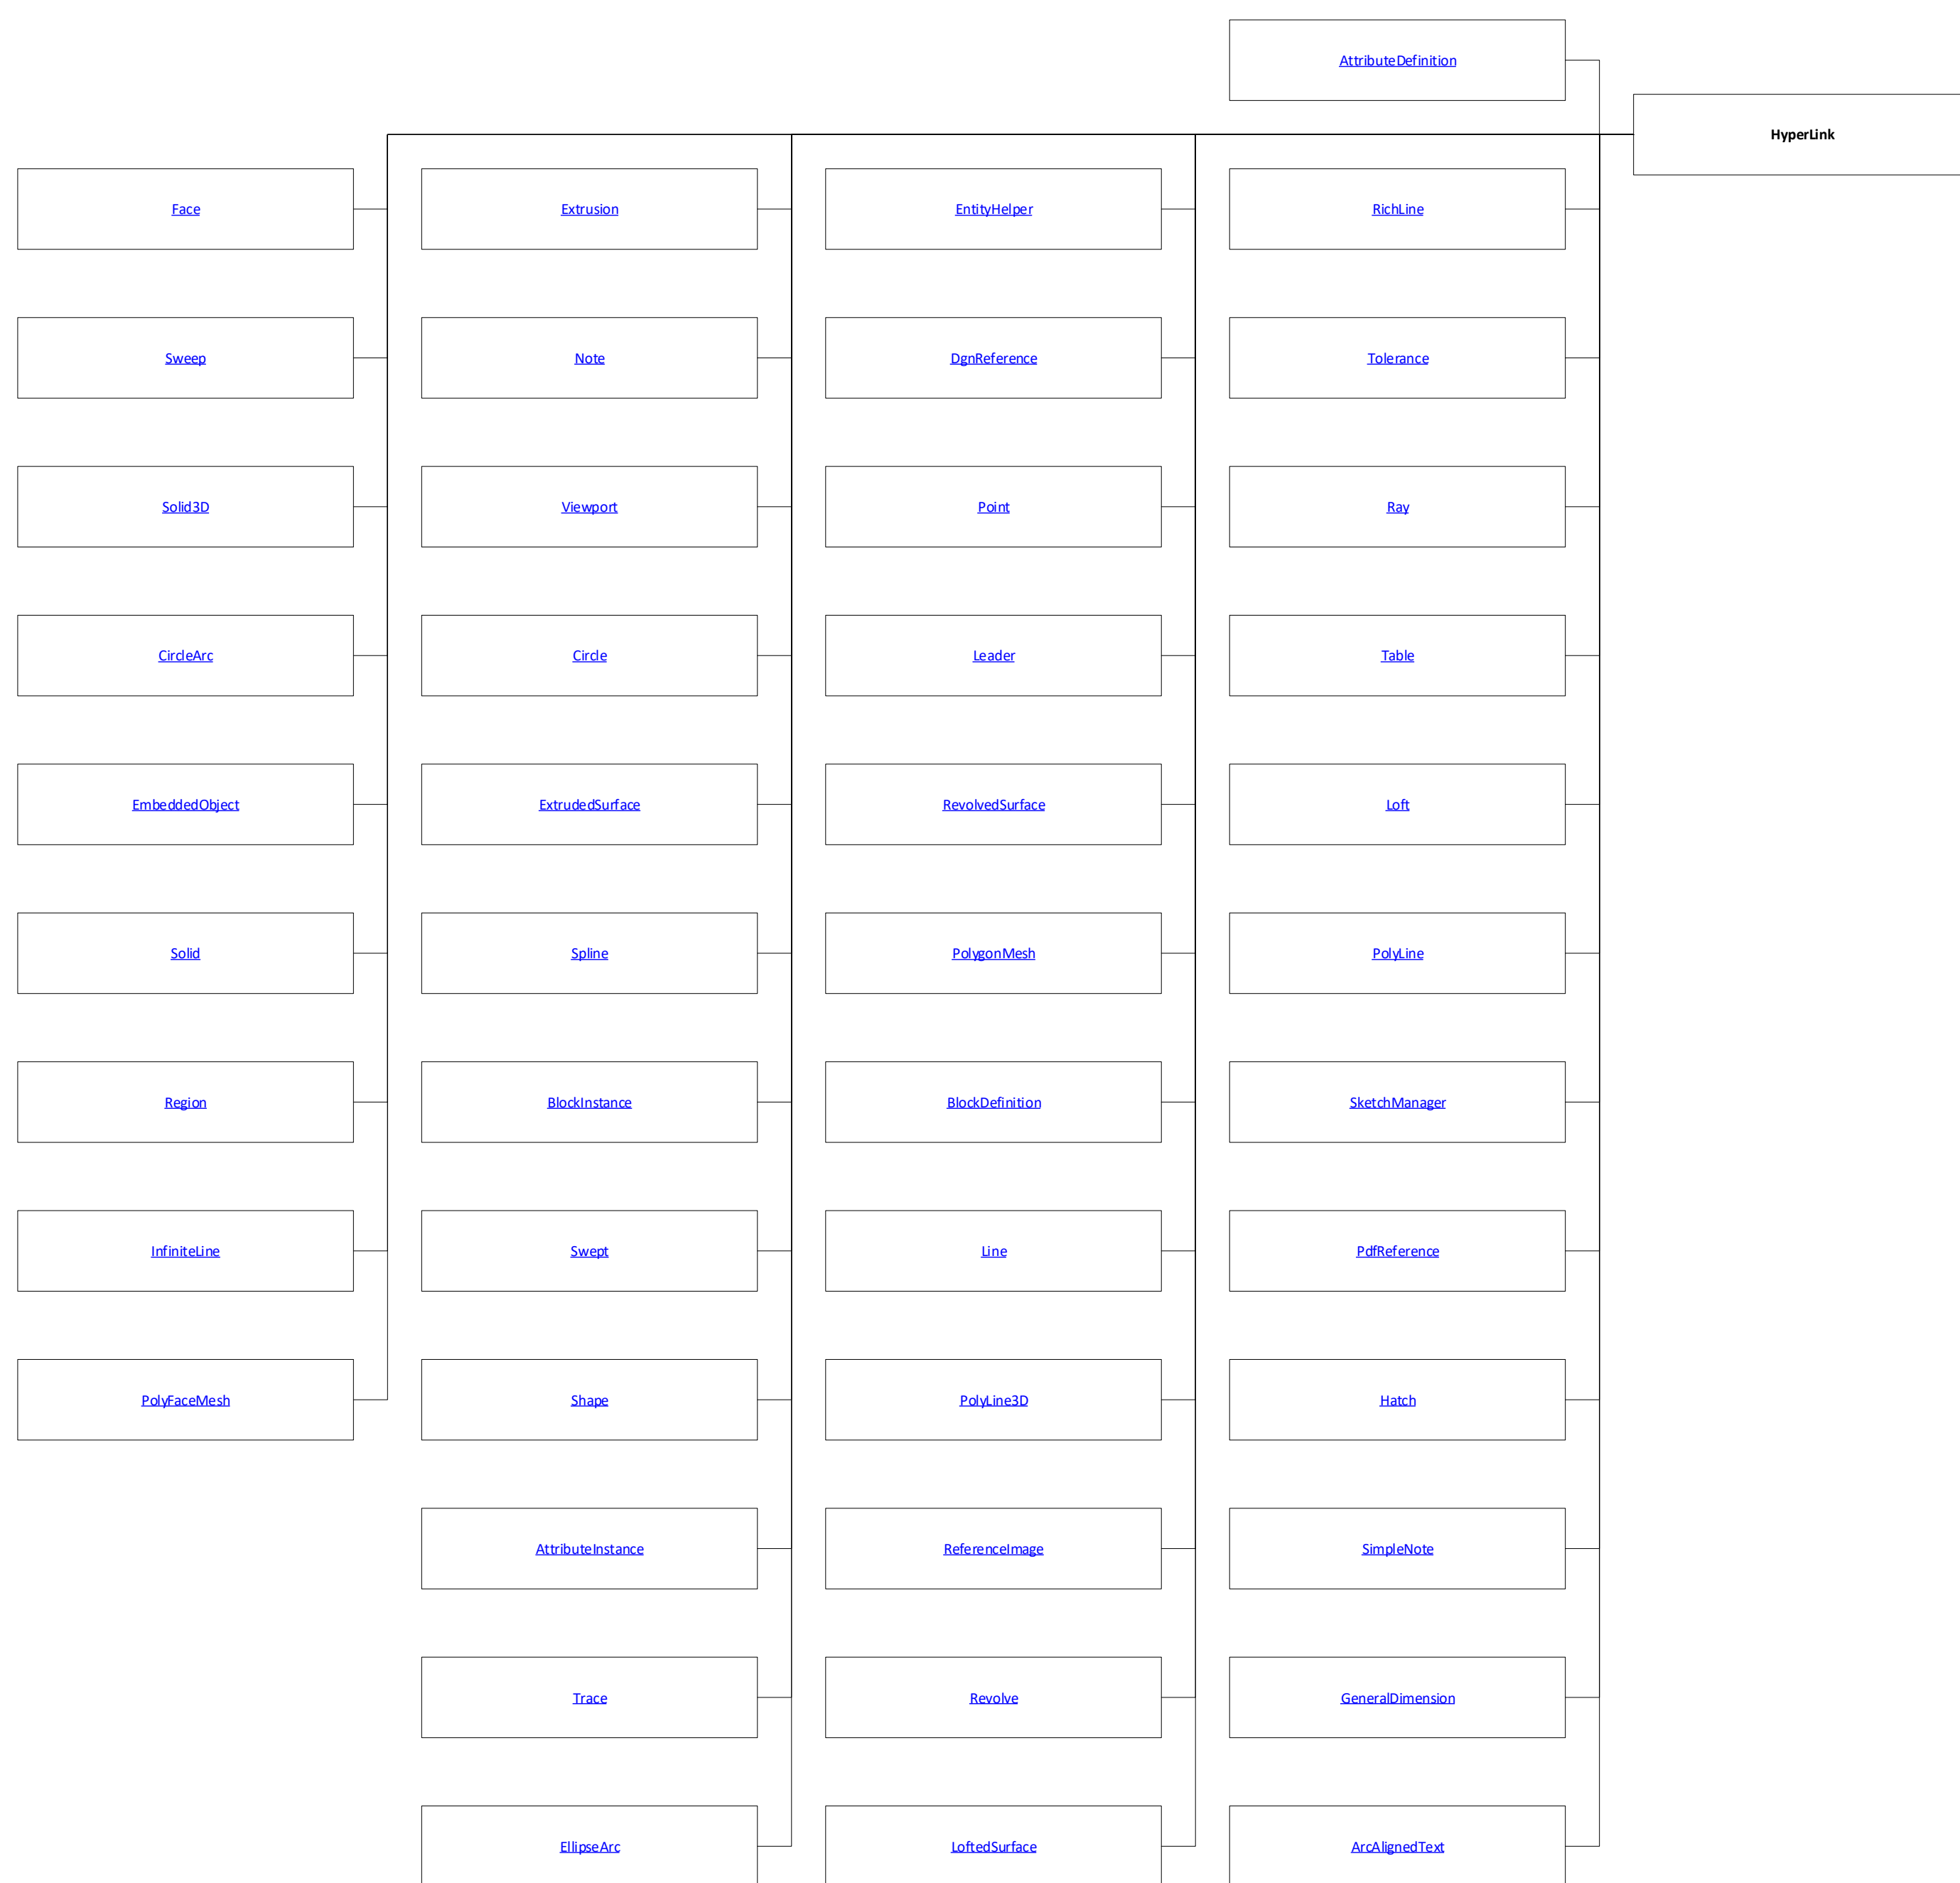 AttributeDefinition
HyperLink
Face
Extrusion
EntityHelper
RichLine
Sweep
Note
DgnReference
Tolerance
Solid3D
Viewport
Point
Ray
CircleArc
Circle
Leader
Table
EmbeddedObject
ExtrudedSurface
RevolvedSurface
Loft
Solid
Spline
PolygonMesh
PolyLine
Region
BlockInstance
BlockDefinition
SketchManager
InfiniteLine
Swept
Line
PdfReference
PolyFaceMesh
Shape
PolyLine3D
Hatch
AttributeInstance
ReferenceImage
SimpleNote
Trace
Revolve
GeneralDimension
EllipseArc
LoftedSurface
ArcAlignedText